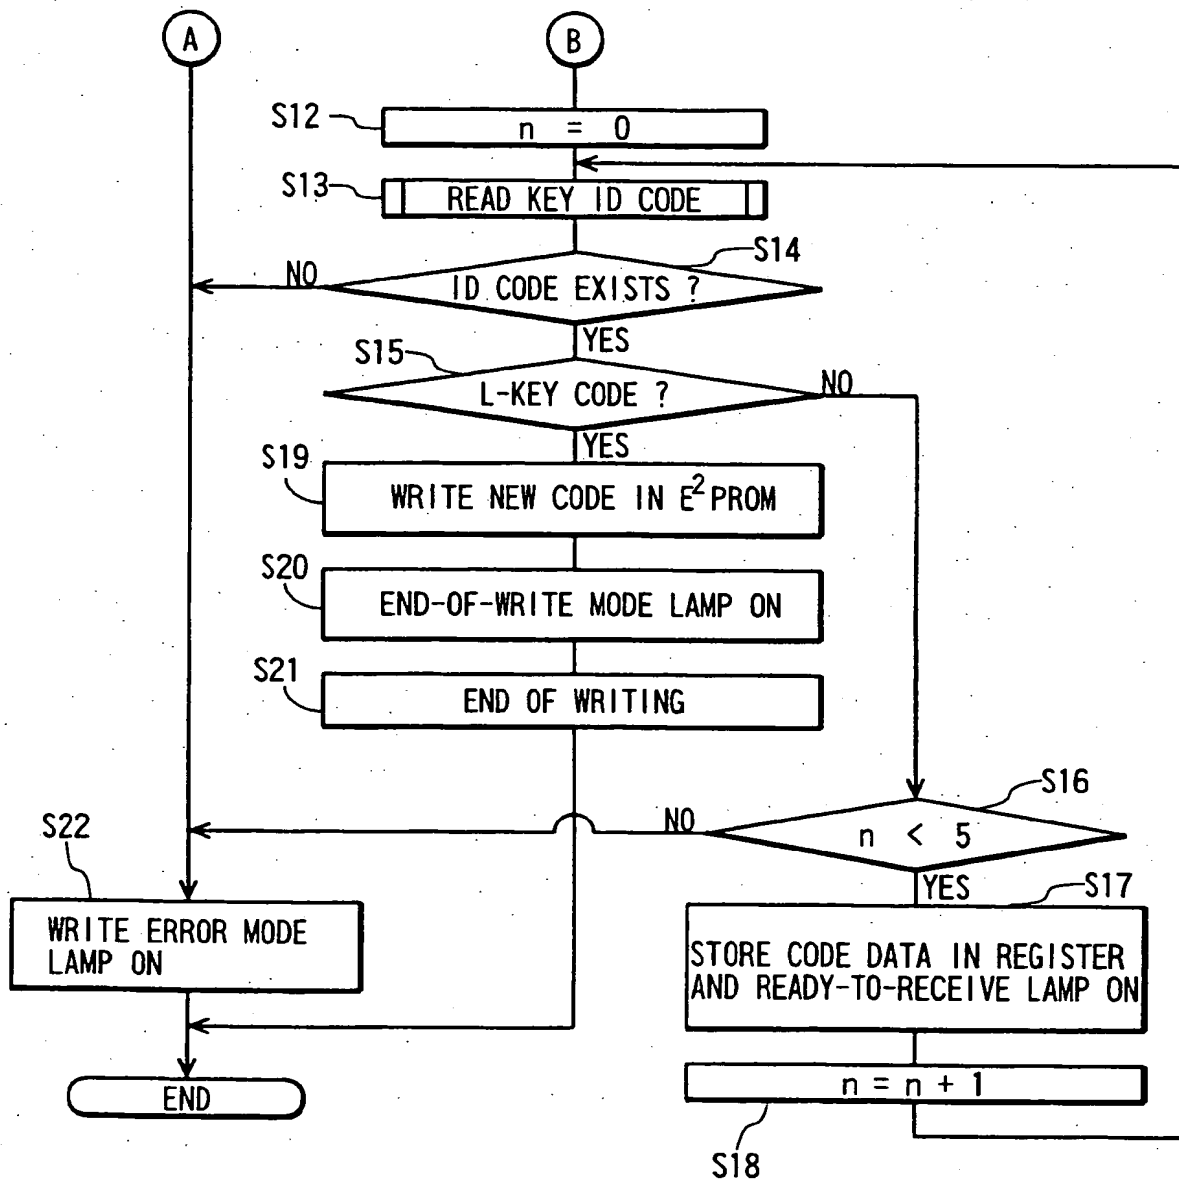 A
B
S12
n = 0
S13
READ KEY ID CODE
S14
NO
ID CODE EXISTS ?
YES
S15
L-KEY CODE ?
NO
YES
S19
WRITE NEW CODE IN E²PROM
S20
END-OF-WRITE MODE LAMP ON
S21
END OF WRITING
S16
n < 5
NO
YES
S22
WRITE ERROR MODE
LAMP ON
S17
STORE CODE DATA IN REGISTER
AND READY-TO-RECEIVE LAMP ON
n = n + 1
S18
END